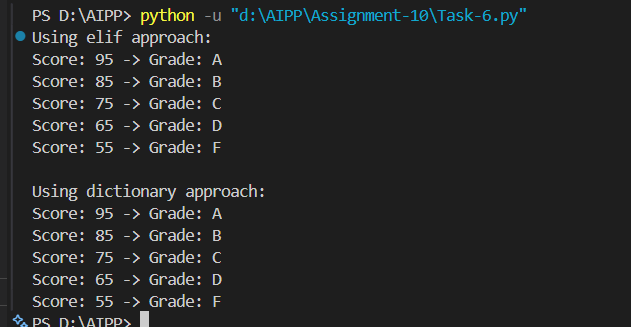 PS D:\AIPP> python -u "d:\AIPP\Assignment-10\Task-6.py"
Using elif approach:
Score: 95 -> Grade: A
Score: 85 -> Grade: B
Score: 75 -> Grade: C
Score: 65 -> Grade: D
Score: 55 -> Grade: F

Using dictionary approach:
Score: 95 -> Grade: A
Score: 85 -> Grade: B
Score: 75 -> Grade: C
Score: 65 -> Grade: D
Score: 55 -> Grade: F
PS D:\AIPP>